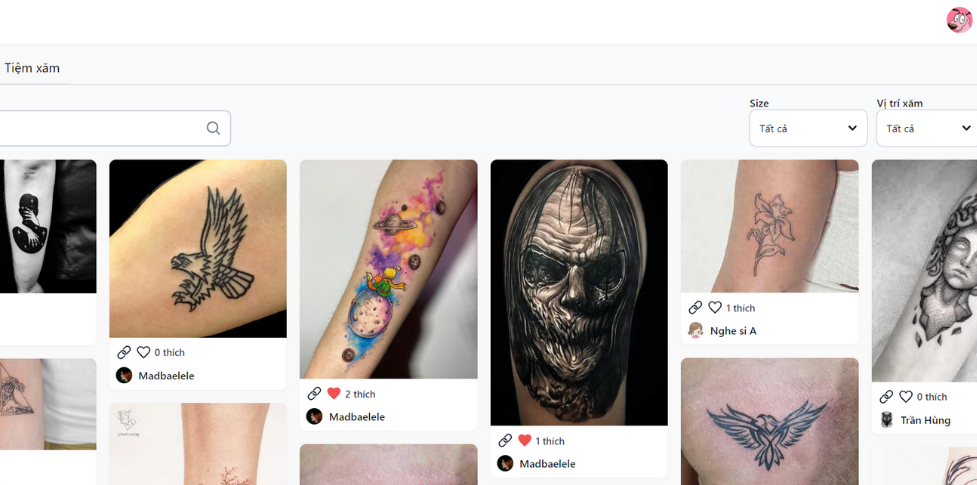 Tiệm xăm
Size
Vị trí xăm
Tất cả
Tất cả
0 thích
Madbaelele
2 thích
Madbaelele
1 thích
Madbaelele
1 thích
Nghe si A
0 thích
Trần Hùng